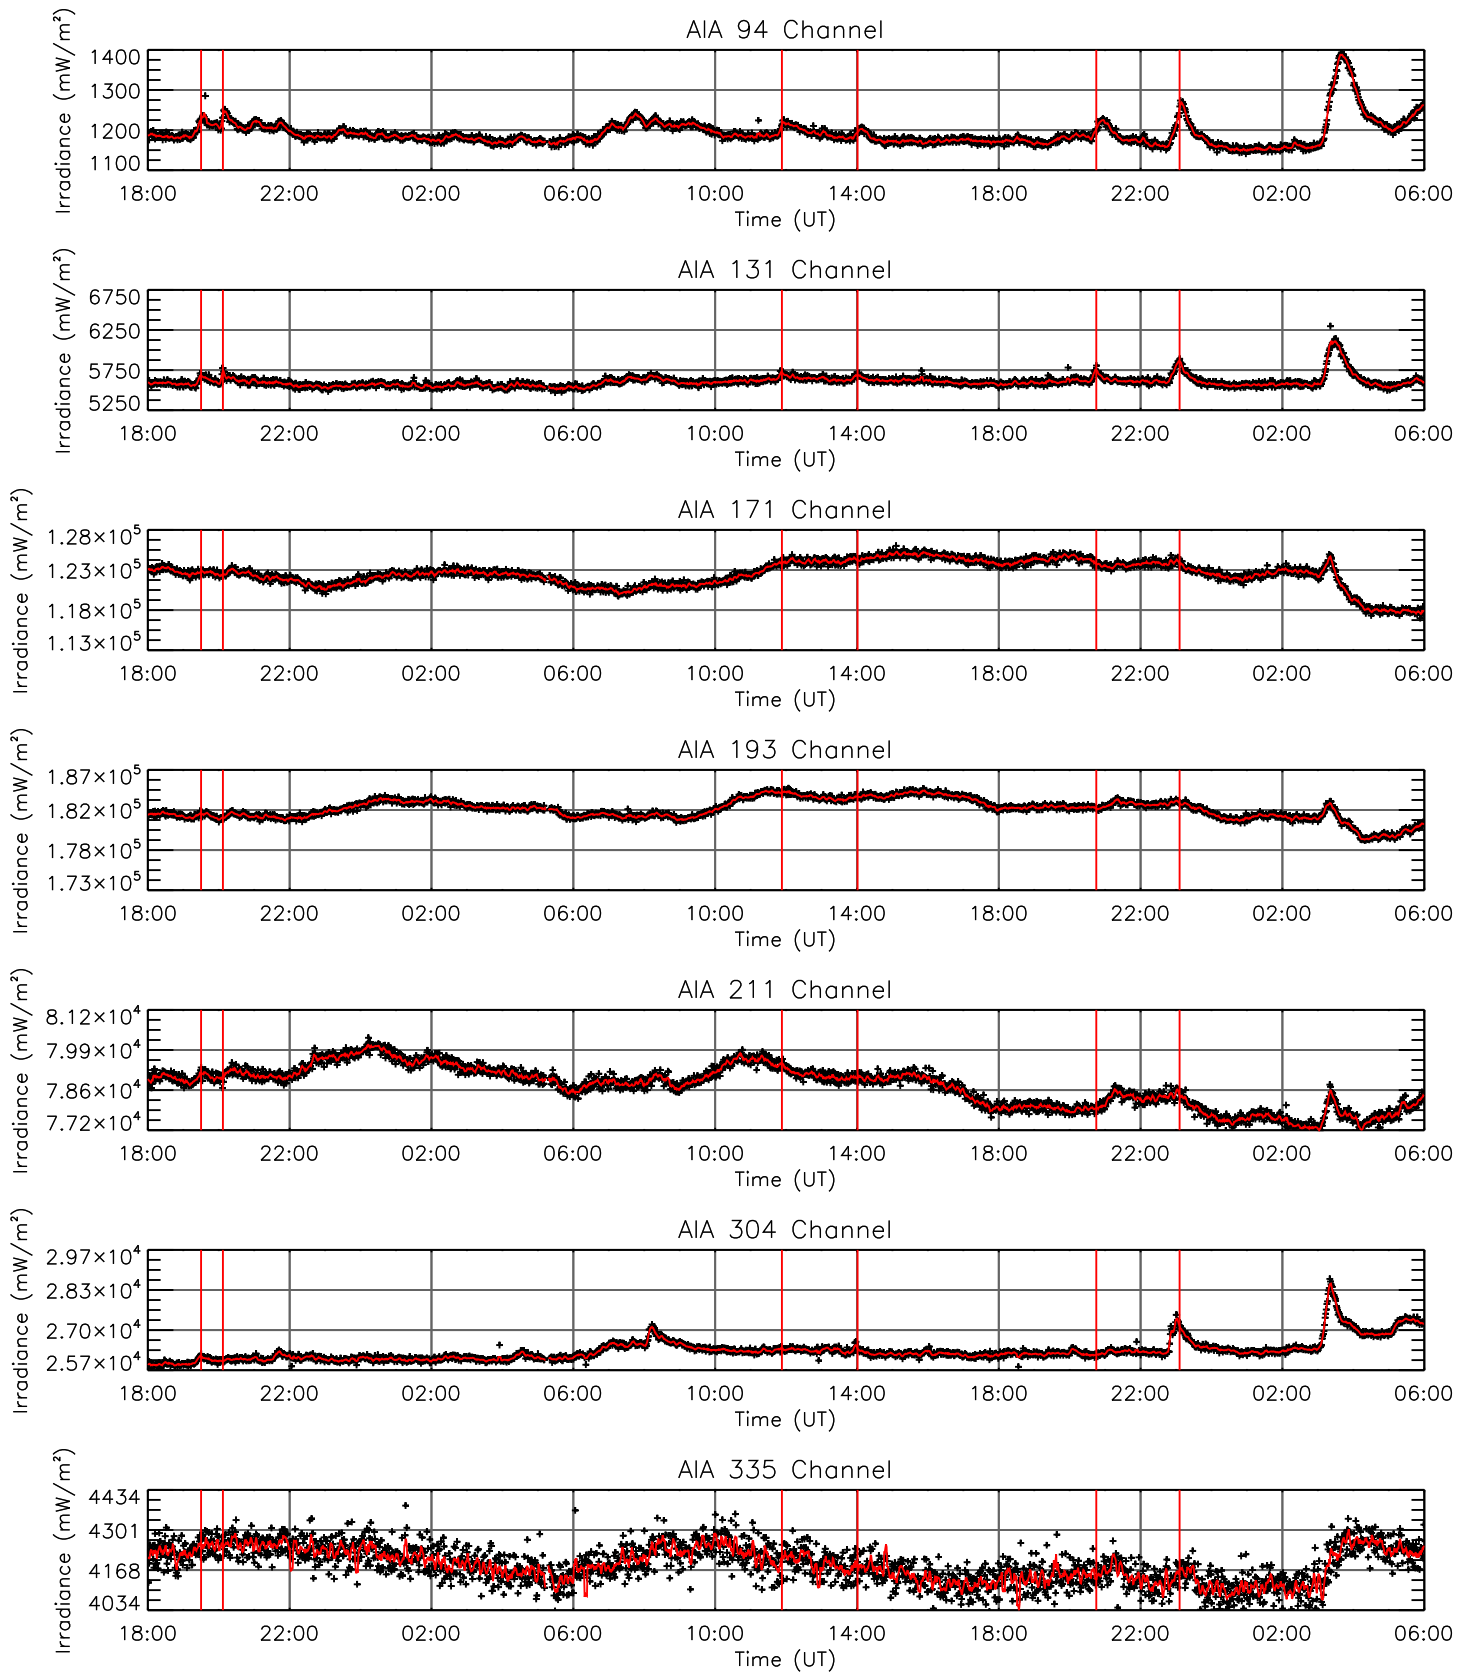 AIA 94 Channel
Irradiance (mW/m²)
1400
1300
1200
1100
18:00 22:00 02:00 06:00 10:00 14:00 18:00 22:00 02:00 06:00
Time (UT)
AIA 131 Channel
Irradiance (mW/m²)
6750
6250
5750
5250
18:00 22:00 02:00 06:00 10:00 14:00 18:00 22:00 02:00 06:00
Time (UT)
AIA 171 Channel
Irradiance (mW/m²)
1.28×10⁵
1.23×10⁵
1.18×10⁵
1.13×10⁵
18:00 22:00 02:00 06:00 10:00 14:00 18:00 22:00 02:00 06:00
Time (UT)
AIA 193 Channel
Irradiance (mW/m²)
1.87×10⁵
1.82×10⁵
1.78×10⁵
1.73×10⁵
18:00 22:00 02:00 06:00 10:00 14:00 18:00 22:00 02:00 06:00
Time (UT)
AIA 211 Channel
Irradiance (mW/m²)
8.12×10⁴
7.99×10⁴
7.86×10⁴
7.72×10⁴
18:00 22:00 02:00 06:00 10:00 14:00 18:00 22:00 02:00 06:00
Time (UT)
AIA 304 Channel
Irradiance (mW/m²)
2.97×10⁴
2.83×10⁴
2.70×10⁴
2.57×10⁴
18:00 22:00 02:00 06:00 10:00 14:00 18:00 22:00 02:00 06:00
Time (UT)
AIA 335 Channel
Irradiance (mW/m²)
4434
4301
4168
4034
18:00 22:00 02:00 06:00 10:00 14:00 18:00 22:00 02:00 06:00
Time (UT)